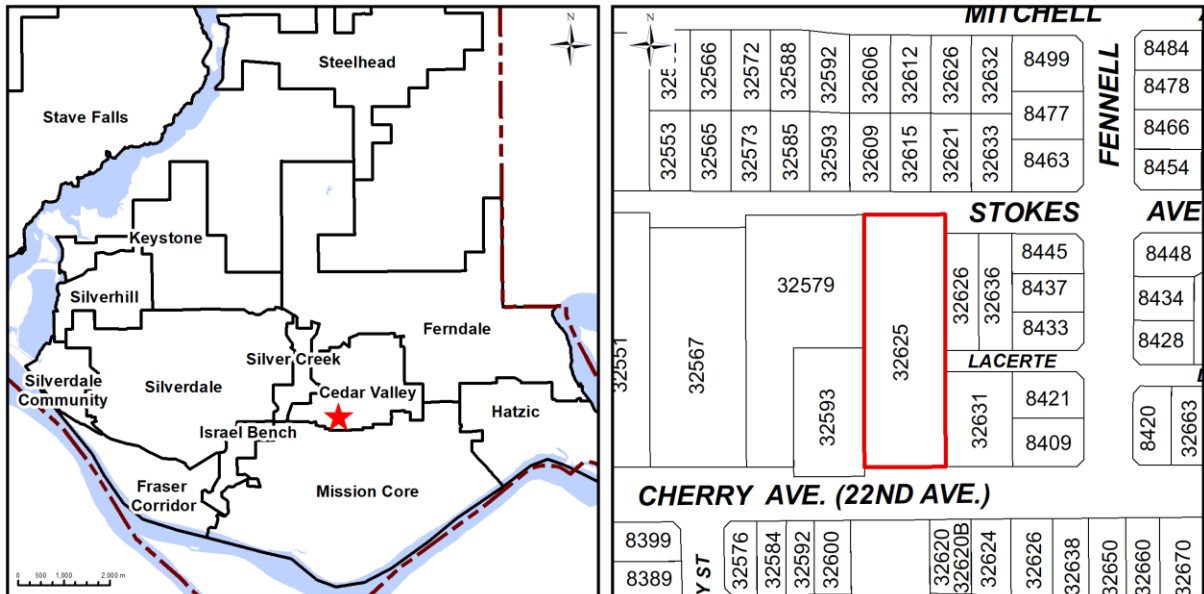 N
Steelhead
Stave Falls
Keystone
Silverhill
Ferndale
Silver Creek
Silverdale
Community
Silverdale
Cedar Valley
Hatzic
Israel Bench
Fraser
Corridor
Mission Core
0 500 1,000 2,000 m
N
MITCHELL
32566 32572 32588 32592 32606 32612 32626 32632
8499
8484
8478
8477
FENNELL
8466
32553 32565 32573 32585 32593 32609 32615 32621 32633
8463
8454
STOKES AVE
32579
32626 32636
8445
8448
8437
8434
8433
8428
32551
32567
32625
LACERTE
32593
32631
8421
8409
8420 32663
CHERRY AVE. (22ND AVE.)
8399
8389
Y ST
32576 32584 32592 32600
32620 32620B 32624 32626 32638 32650 32660 32670